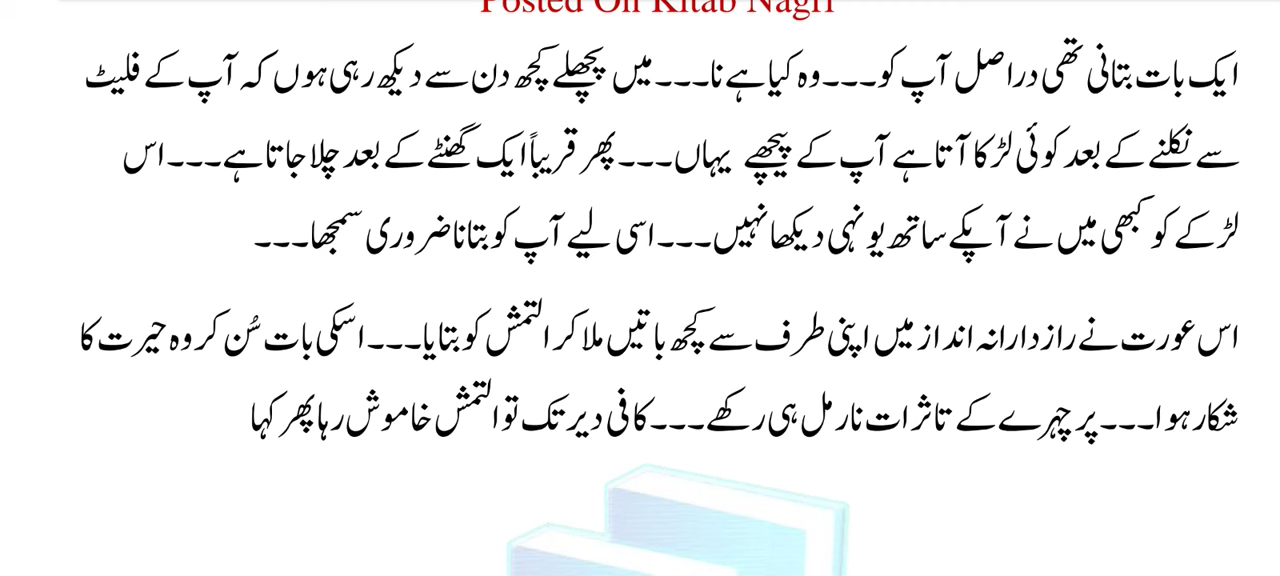 Posted On Kitab Nagri
ایک بات بتانی تھی دراصل آپ کو۔۔۔وہ کیا ہے نا۔۔۔میں پچھلے کچھ دن سے دیکھ رہی ہوں کہ آپ کے فلیٹ
سے نکلنے کے بعد کوئی لڑکا آتا ہے آپ کے پیچھے یہاں۔۔۔پھر قریباً ایک گھنٹے کے بعد چلا جاتا ہے۔۔۔اس
لڑکے کو کبھی میں نے آپکے ساتھ یو نہی دیکھا نہیں۔۔۔اسی لیے آپ کو بتانا ضروری سمجھا۔۔۔
اس عورت نے رازدارانہ انداز میں اپنی طرف سے کچھ باتیں ملا کر التمش کو بتایا۔۔۔اسکی بات سُن کر وہ حیرت کا
شکار ہوا۔۔۔پر چہرے کے تاثرات نارمل ہی رکھے۔۔۔کافی دیر تک تو التمش خاموش رہا پھر کہا